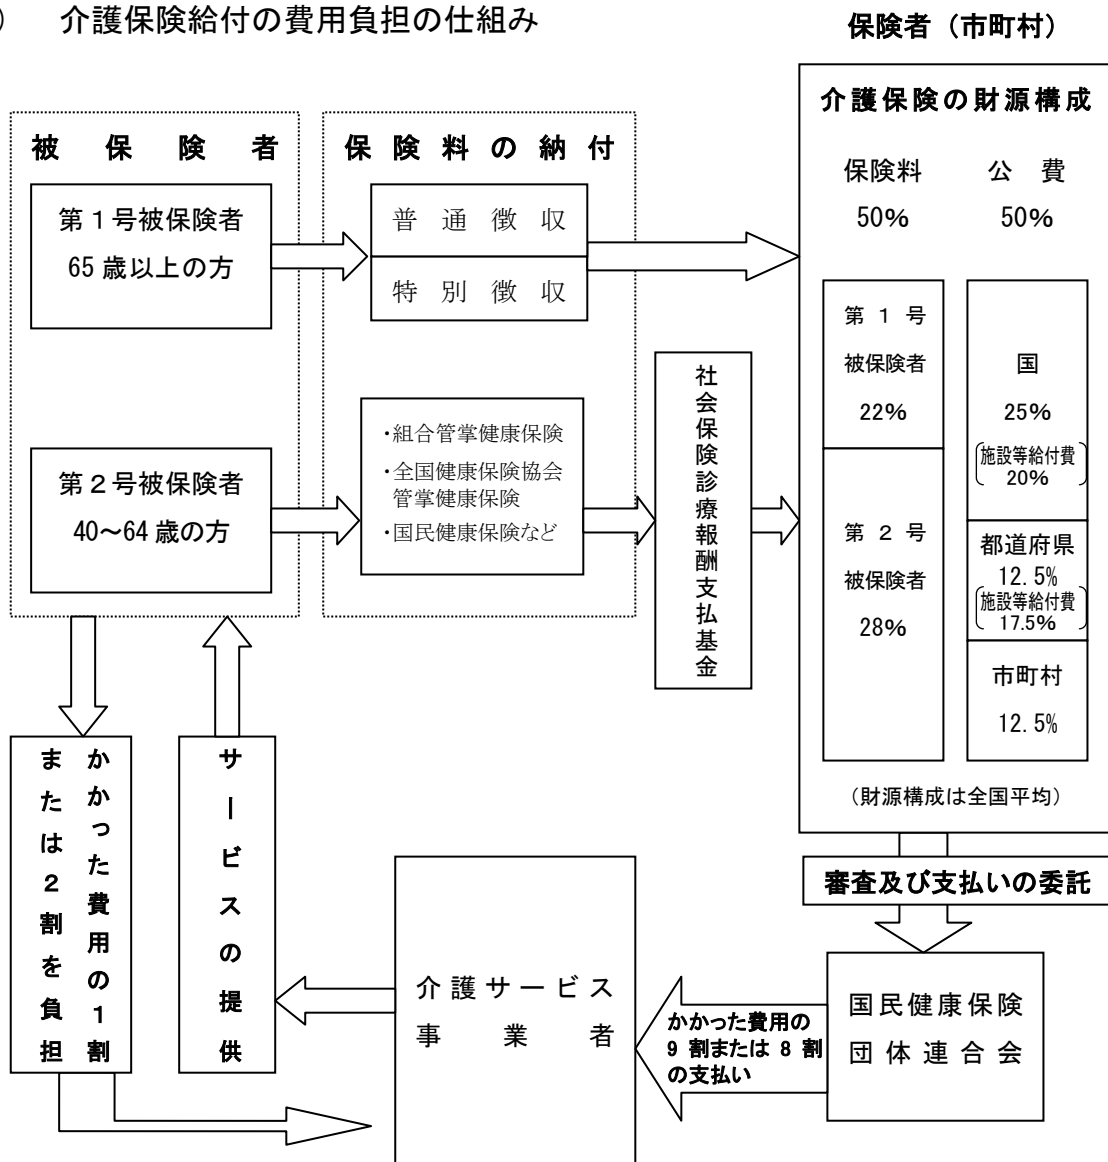 ) 介護保険給付の費用負担の仕組み
保険者（市町村）
被保険者
第１号被保険者
65歳以上の方
第２号被保険者
40～64歳の方
保険料の納付
普通徴収
特別徴収
・組合管掌健康保険
・全国健康保険協会
管掌健康保険
・国民健康保険など
社会保険診療報酬支払基金
介護保険の財源構成
保険料
50%
公費
50%
第１号
被保険者
22%
第２号
被保険者
28%
国
25%
施設等給付費
20%
都道府県
12.5%
施設等給付費
17.5%
市町村
12.5%
（財源構成は全国平均）
審査及び支払いの委託
国民健康保険
団体連合会
かかった費用の
9割または8割
の支払い
介護サービス
事業者
サービスの提供
かかった費用の1割
または2割を負担